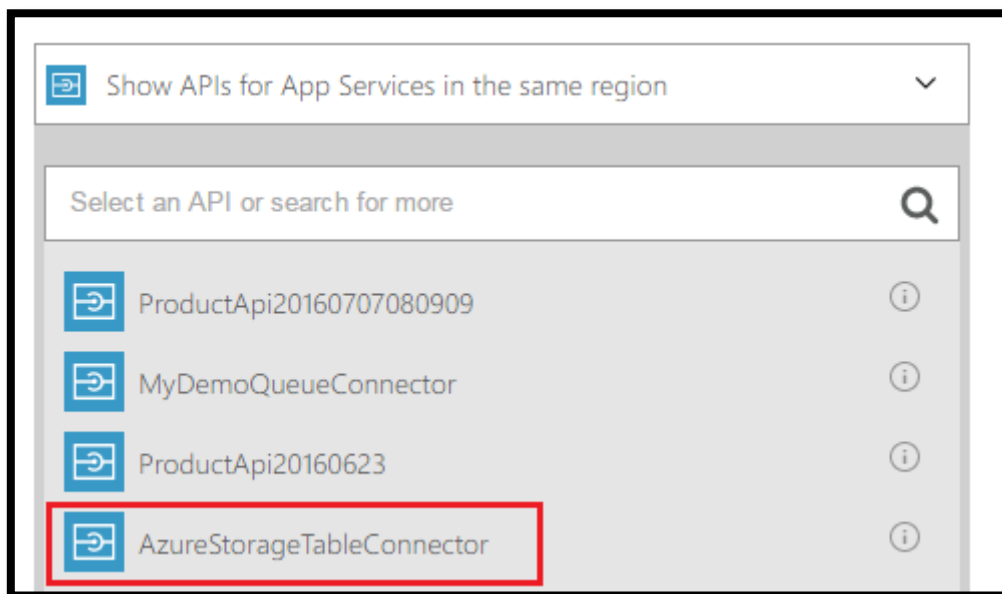 Show APIs for App Services in the same region
Select an API or search for more
ProductApi20160707080909
MyDemoQueueConnector
ProductApi20160623
AzureStorageTableConnector